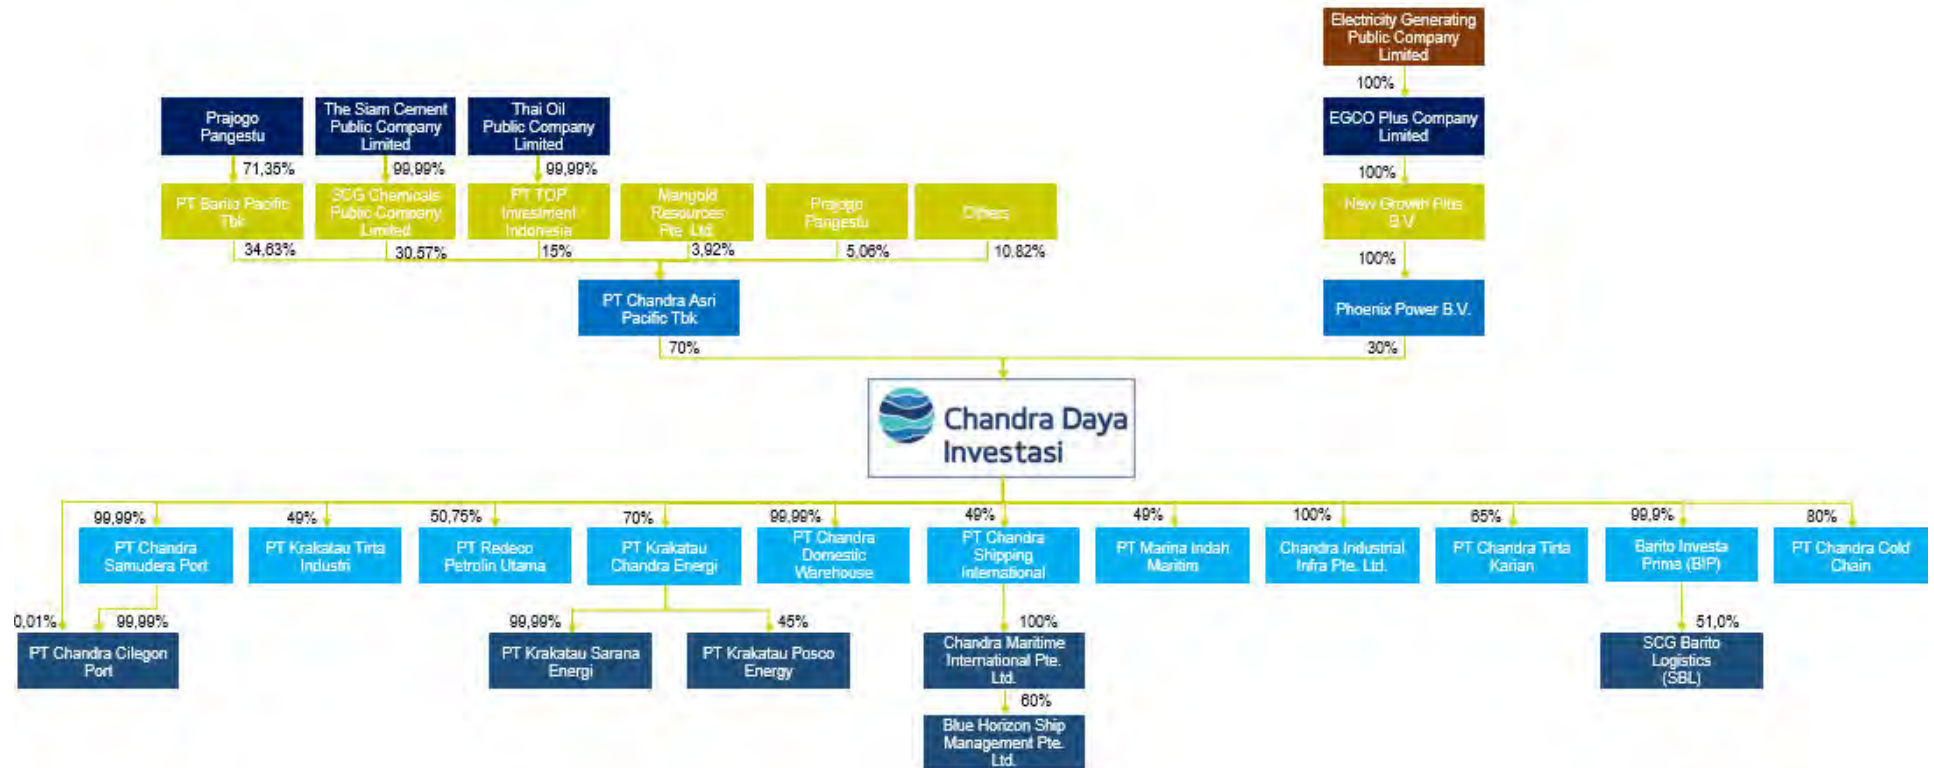 Electricity Generating
Public Company
Limited
100%
Prajogo
Pangestu
The Siam Cement
Public Company
Limited
Thai Oil
Public Company
Limited
EGCO Plus Company
Limited
71,35%
99,99%
99,99%
100%
PT Barito Pacific
Tbk
SCG Chemicals
Public Company
Limited
PT TOP
Investment
Indonesia
Marigold
Resources
Pte. Ltd.
Prajogo
Pangestu
Others
New Growth Plus
B.V.
34,63%
30.57%
15%
3,92%
5,06%
10.82%
100%
PT Chandra Asri
Pacific Tbk
Phoenix Power B.V.
70%
30%
Chandra Daya
Investasi
99,99%
49%
50,75%
70%
99,99%
49%
49%
100%
65%
99,9%
80%
PT Chandra
Samudera Port
PT Krakatau Tirta
Industri
PT Redeco
Petrolin Utama
PT Krakatau
Chandra Energi
PT Chandra
Domestic
Warehouse
PT Chandra
Shipping
International
PT Marina Indah
Maritim
Chandra Industrial
Infra Pte. Ltd.
PT Chandra Tirta
Karian
Barito Investa
Prima (BIP)
PT Chandra Cold
Chain
0,01%
99,99%
99,99%
45%
100%
51,0%
PT Chandra Cilegon
Port
PT Krakatau Sarana
Energi
PT Krakatau Posco
Energy
Chandra Maritime
International Pte.
Ltd.
SCG Barito
Logistics
(SBL)
60%
Blue Horizon Ship
Management Pte.
Ltd.